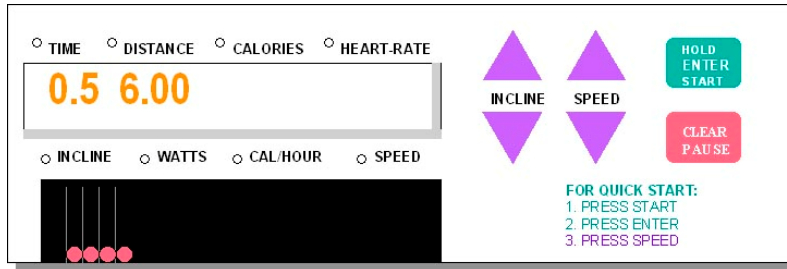 TIME DISTANCE CALORIES HEART-RATE
0.5 6.00
INCLINE WATTS CAL/HOUR SPEED
INCLINE SPEED
HOLD
ENTER
START
CLEAR
PAUSE
FOR QUICK START:
1. PRESS START
2. PRESS ENTER
3. PRESS SPEED